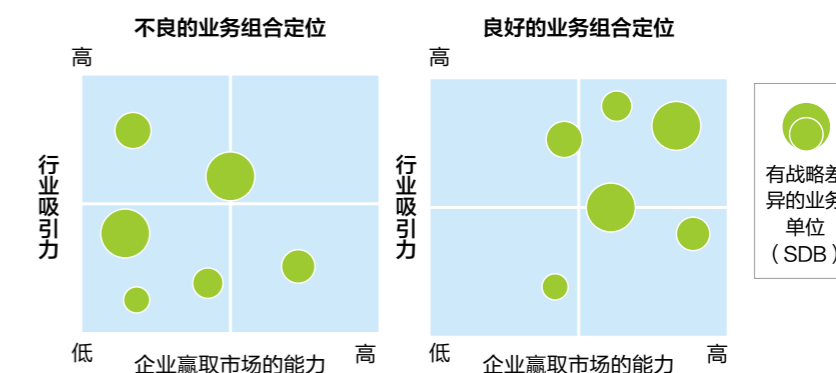 不良的业务组合定位
良好的业务组合定位
高
高
行业吸引力
行业吸引力
有战略差
异的业务
单位
（SDB）
低
企业赢取市场的能力
高
低
企业赢取市场的能力
高